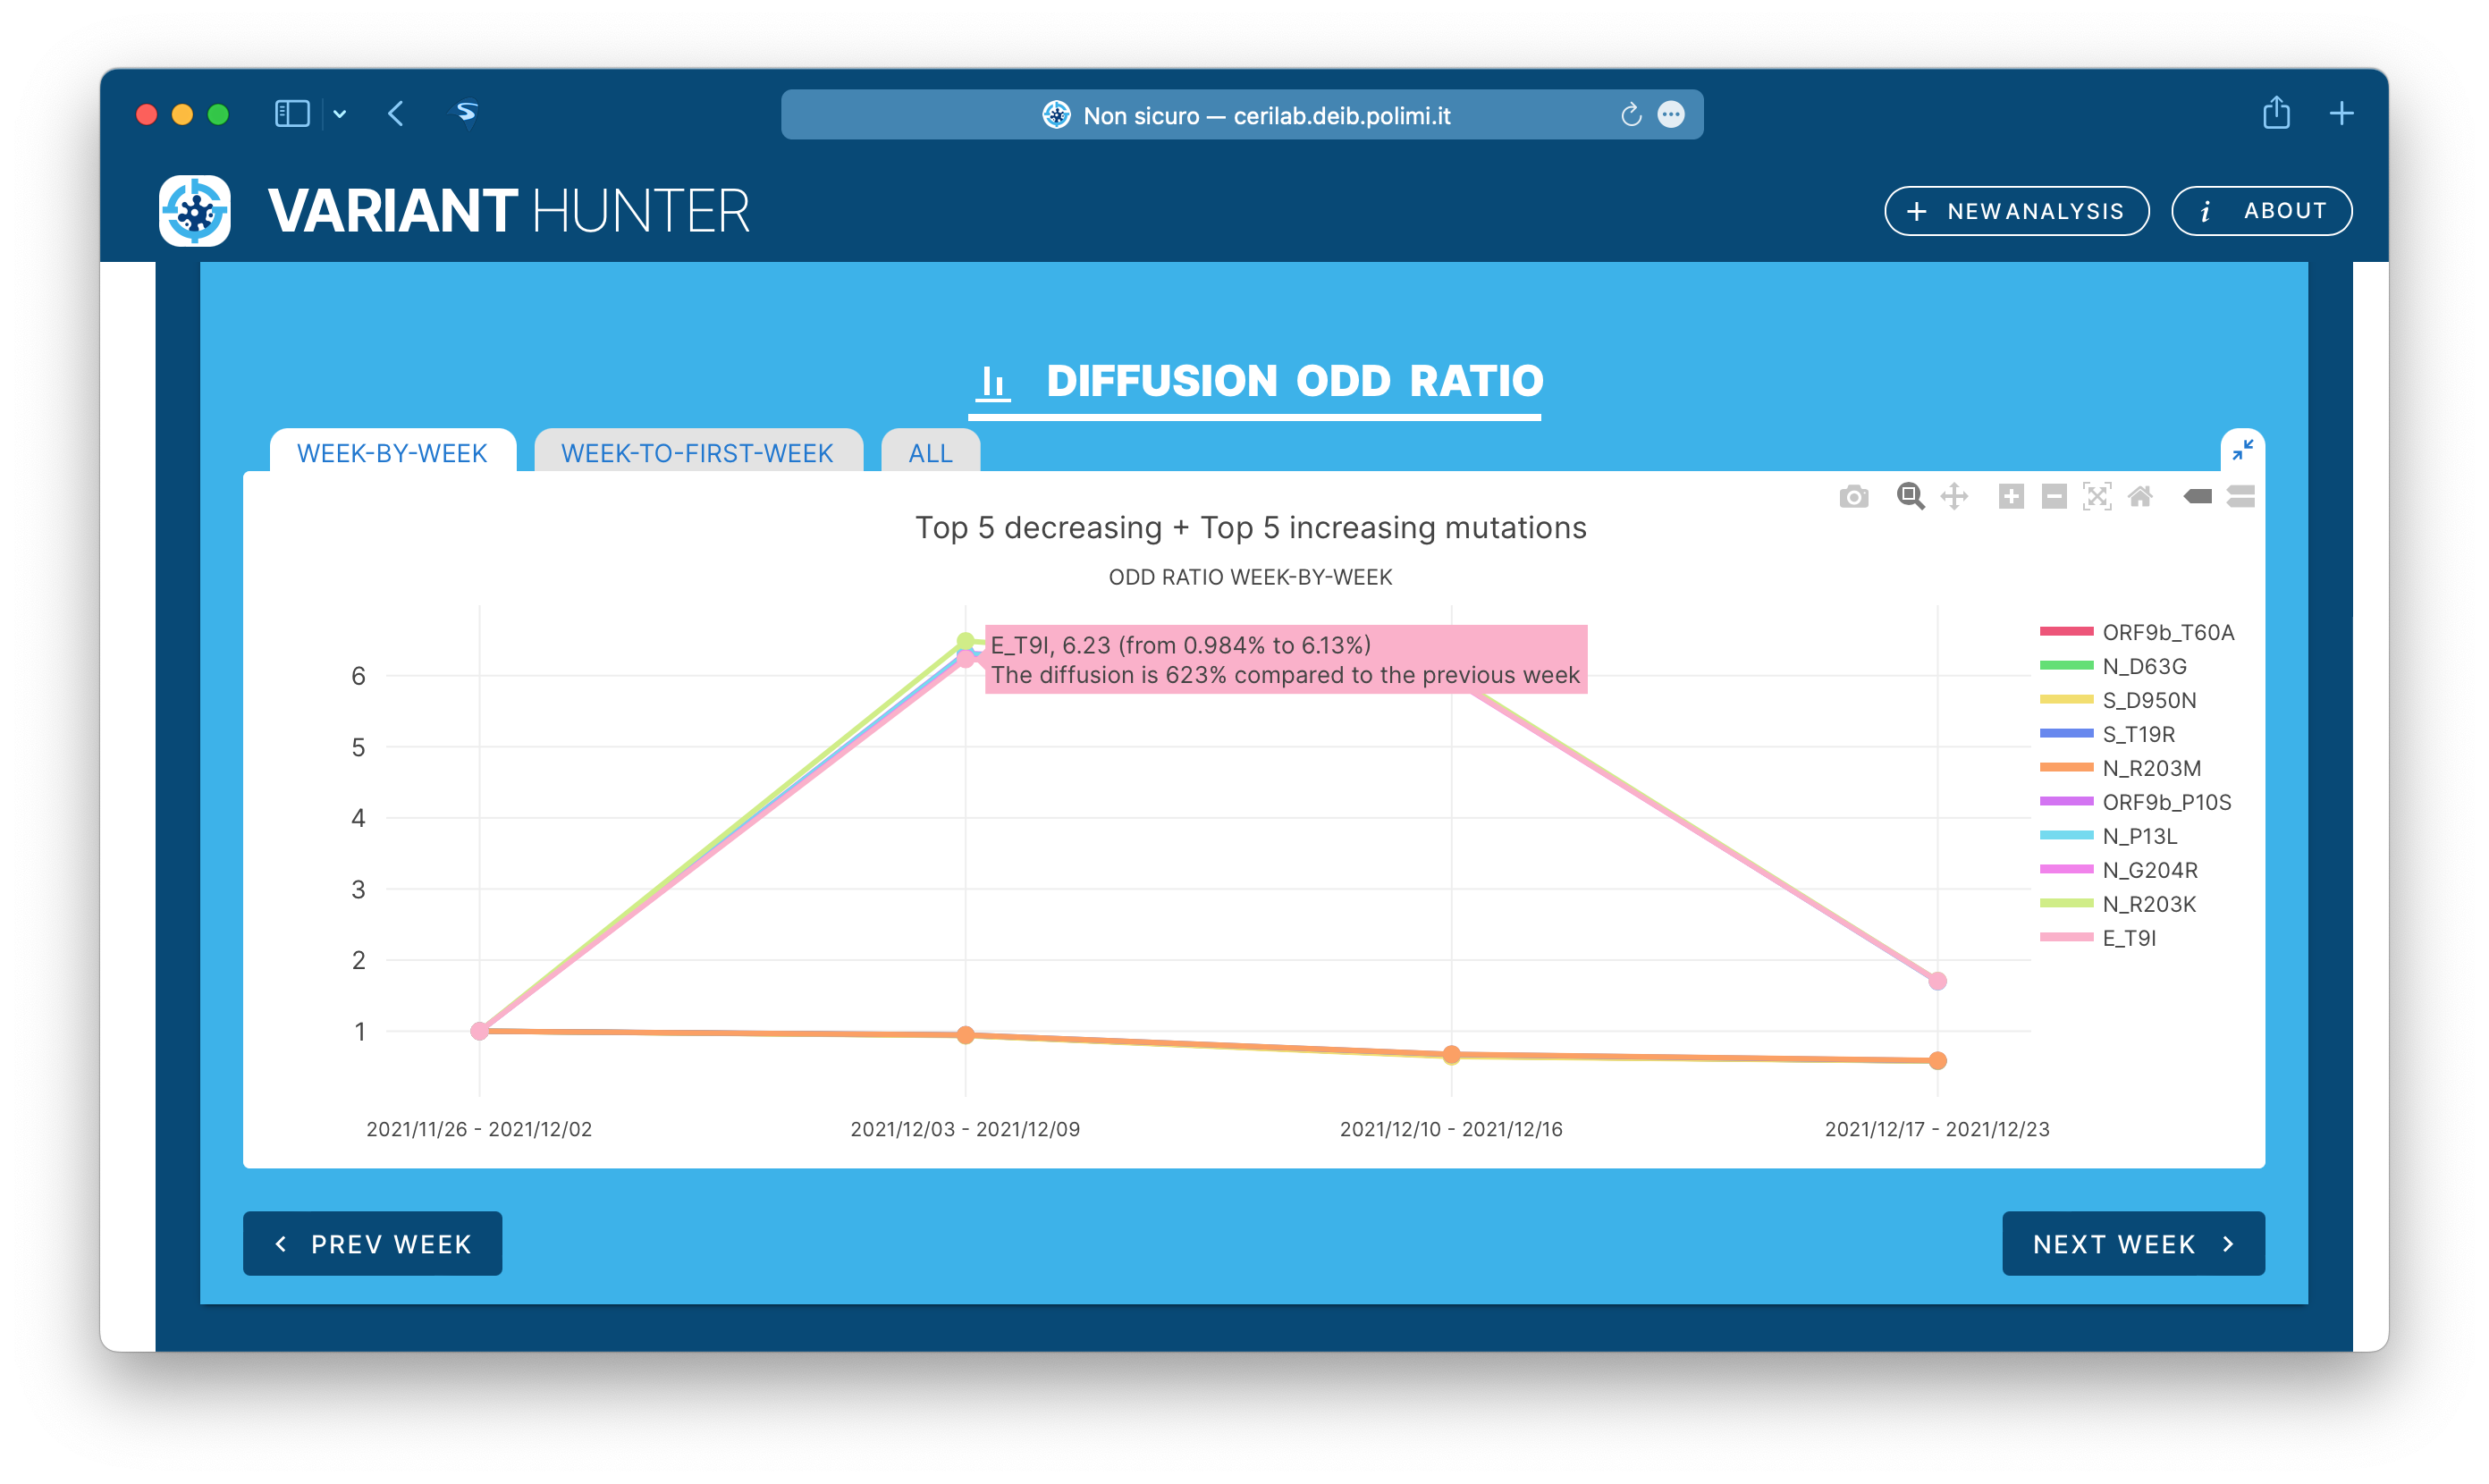 Non sicuro — cerilab.deib.polimi.it
VARIANT HUNTER
+ NEWANALYSIS
i ABOUT
DIFFUSION ODD RATIO
WEEK-BY-WEEK
WEEK-TO-FIRST-WEEK
ALL
Top 5 decreasing + Top 5 increasing mutations
ODD RATIO WEEK-BY-WEEK
E_T9I, 6.23 (from 0.984% to 6.13%)
The diffusion is 623% compared to the previous week
6
5
4
3
2
1
2021/11/26 - 2021/12/02
2021/12/03 - 2021/12/09
2021/12/10 - 2021/12/16
2021/12/17 - 2021/12/23
ORF9b_T60A
N_D63G
S_D950N
S_T19R
N_R203M
ORF9b_P10S
N_P13L
N_G204R
N_R203K
E_T9I
PREV WEEK
NEXT WEEK